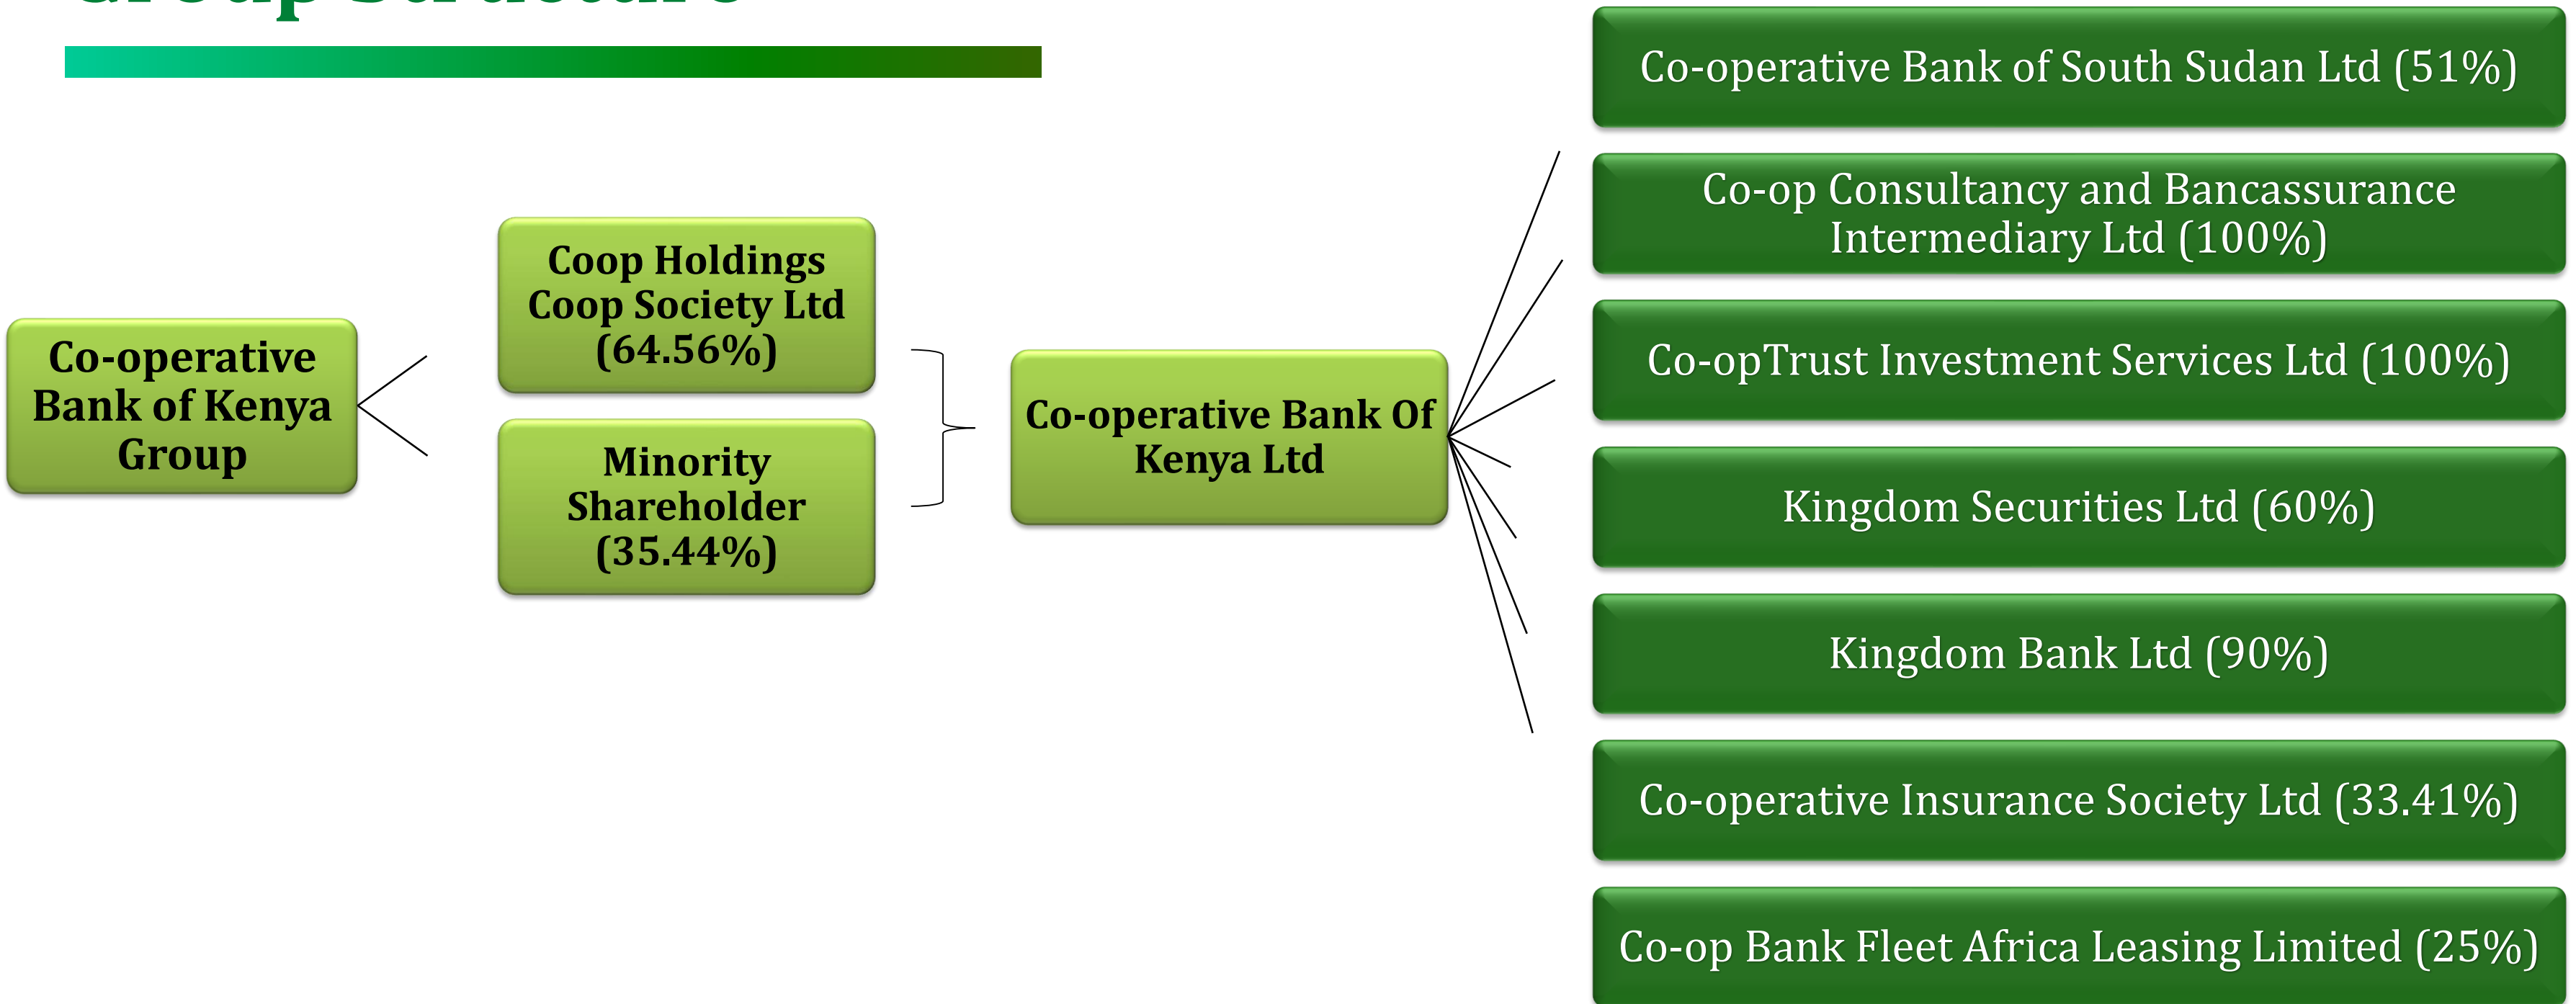 Group Structure
Co-operative
Bank of Kenya
Group
Coop Holdings
Coop Society Ltd
(64.56%)
Minority
Shareholder
(35.44%)
Co-operative Bank Of
Kenya Ltd
Co-operative Bank of South Sudan Ltd (51%)
Co-op Consultancy and Bancassurance
Intermediary Ltd (100%)
Co-opTrust Investment Services Ltd (100%)
Kingdom Securities Ltd (60%)
Kingdom Bank Ltd (90%)
Co-operative Insurance Society Ltd (33.41%)
Co-op Bank Fleet Africa Leasing Limited (25%)